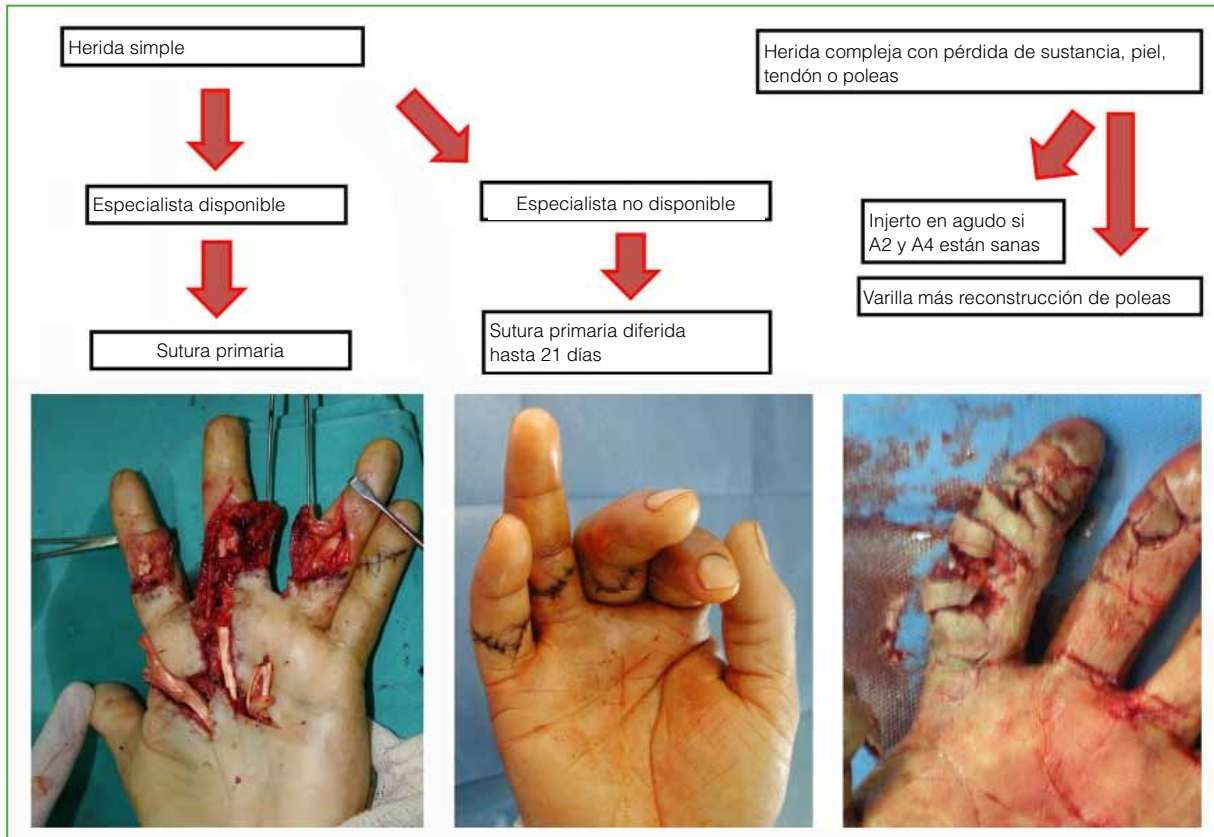 Herida simple
Herida compleja con pérdida de sustancia, piel,
tendón o poleas
Especialista disponible
Especialista no disponible
Injerto en agudo si
A2 y A4 están sanas
Varilla más reconstrucción de poleas
Sutura primaria
Sutura primaria diferida
hasta 21 días